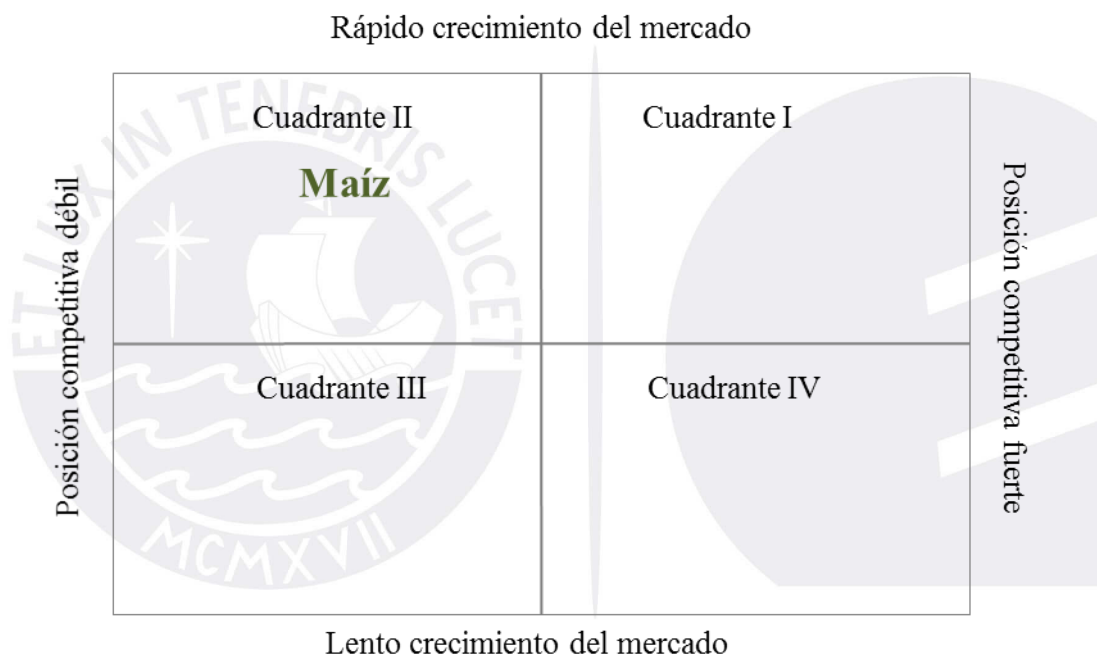 Rápido crecimiento del mercado
Cuadrante II
Cuadrante I
Maíz
Posición competitiva débil
Posición competitiva fuerte
Cuadrante III
Cuadrante IV
Lento crecimiento del mercado
ET LUX IN TENEBRIS LUCET
MCMXVII